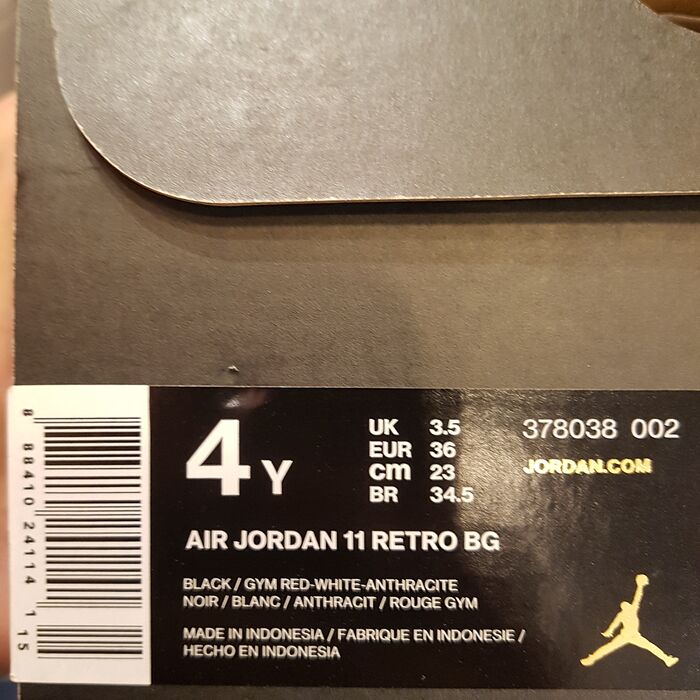 4 Y
UK 3.5
EUR 36
cm 23
BR 34.5
378038 002
JORDAN.COM
AIR JORDAN 11 RETRO BG
BLACK / GYM RED-WHITE-ANTHRACITE
NOIR / BLANC / ANTHRACIT / ROUGE GYM
MADE IN INDONESIA / FABRIQUE EN INDONESIE /
HECHO EN INDONESIA
8 88410 24114 1 15